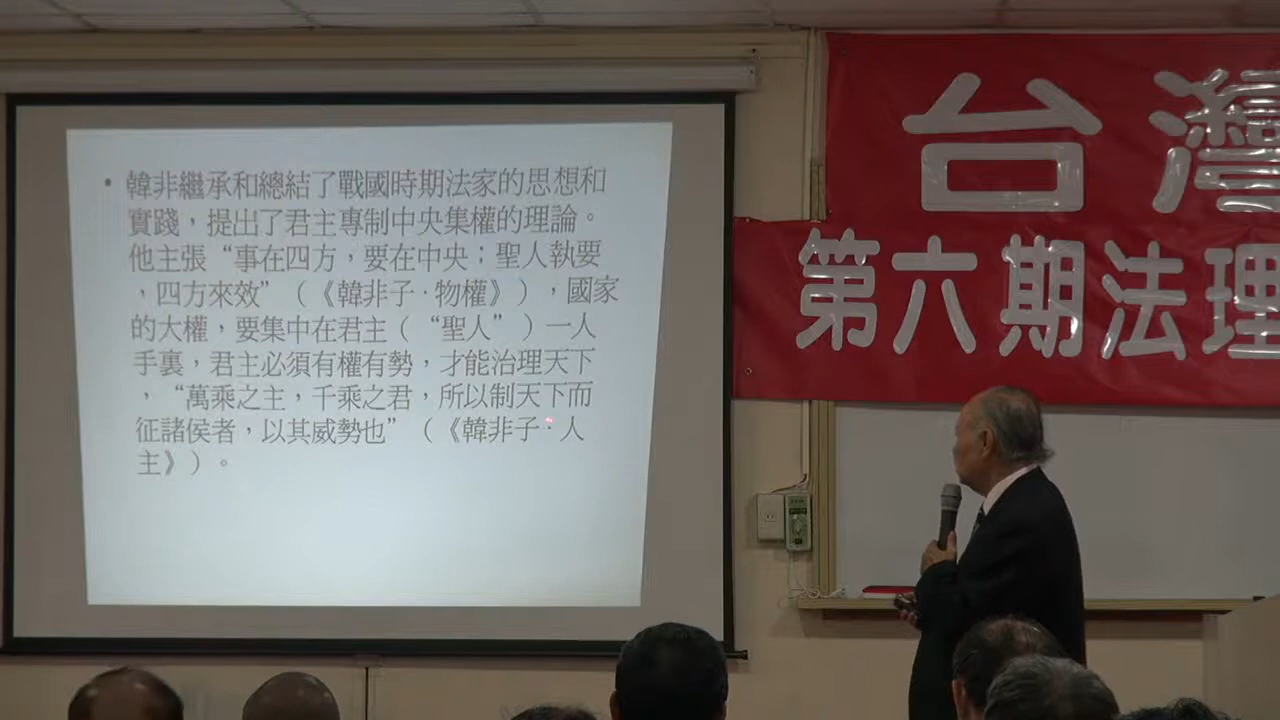 • 韓非繼承和總結了戰國時期法家的思想和
實踐，提出了君主專制中央集權的理論。
他主張“事在四方，要在中央；聖人執要
，四方來效”（《韓非子·物權》），國家
的大權，要集中在君主（“聖人”）一人
手裏，君主必須有權有勢，才能治理天下
，“萬乘之主，千乘之君，所以制天下而
征諸侯者，以其威勢也”（《韓非子·人
主》）。
台灣
第六期法理